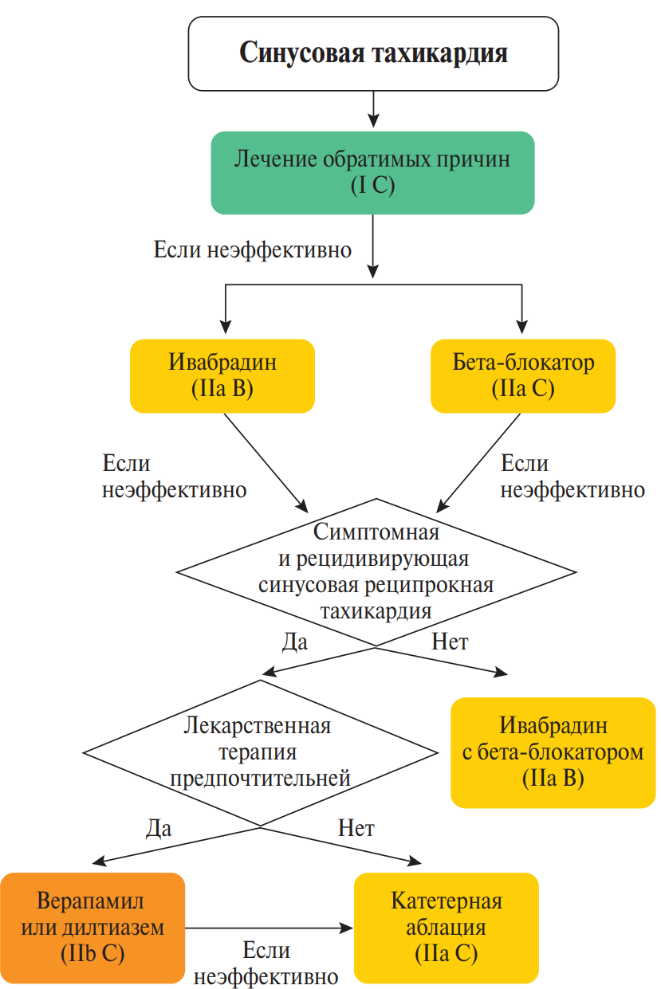 Синусовая тахикардия
Лечение обратимых причин
(I C)
Если неэффективно
Ивабрадин
(IIa B)
Бета-блокатор
(IIa C)
Если
неэффективно
Если
неэффективно
Симптомная
и рецидивирующая
синусовая реципрокная
тахикардия
Да
Нет
Лекарственная
терапия
предпочтительней
Ивабрадин
с бета-блокатором
(IIa B)
Да
Нет
Верапамил
или дилтиазем
(IIb C)
Если
неэффективно
Катетерная
аблация
(IIa C)